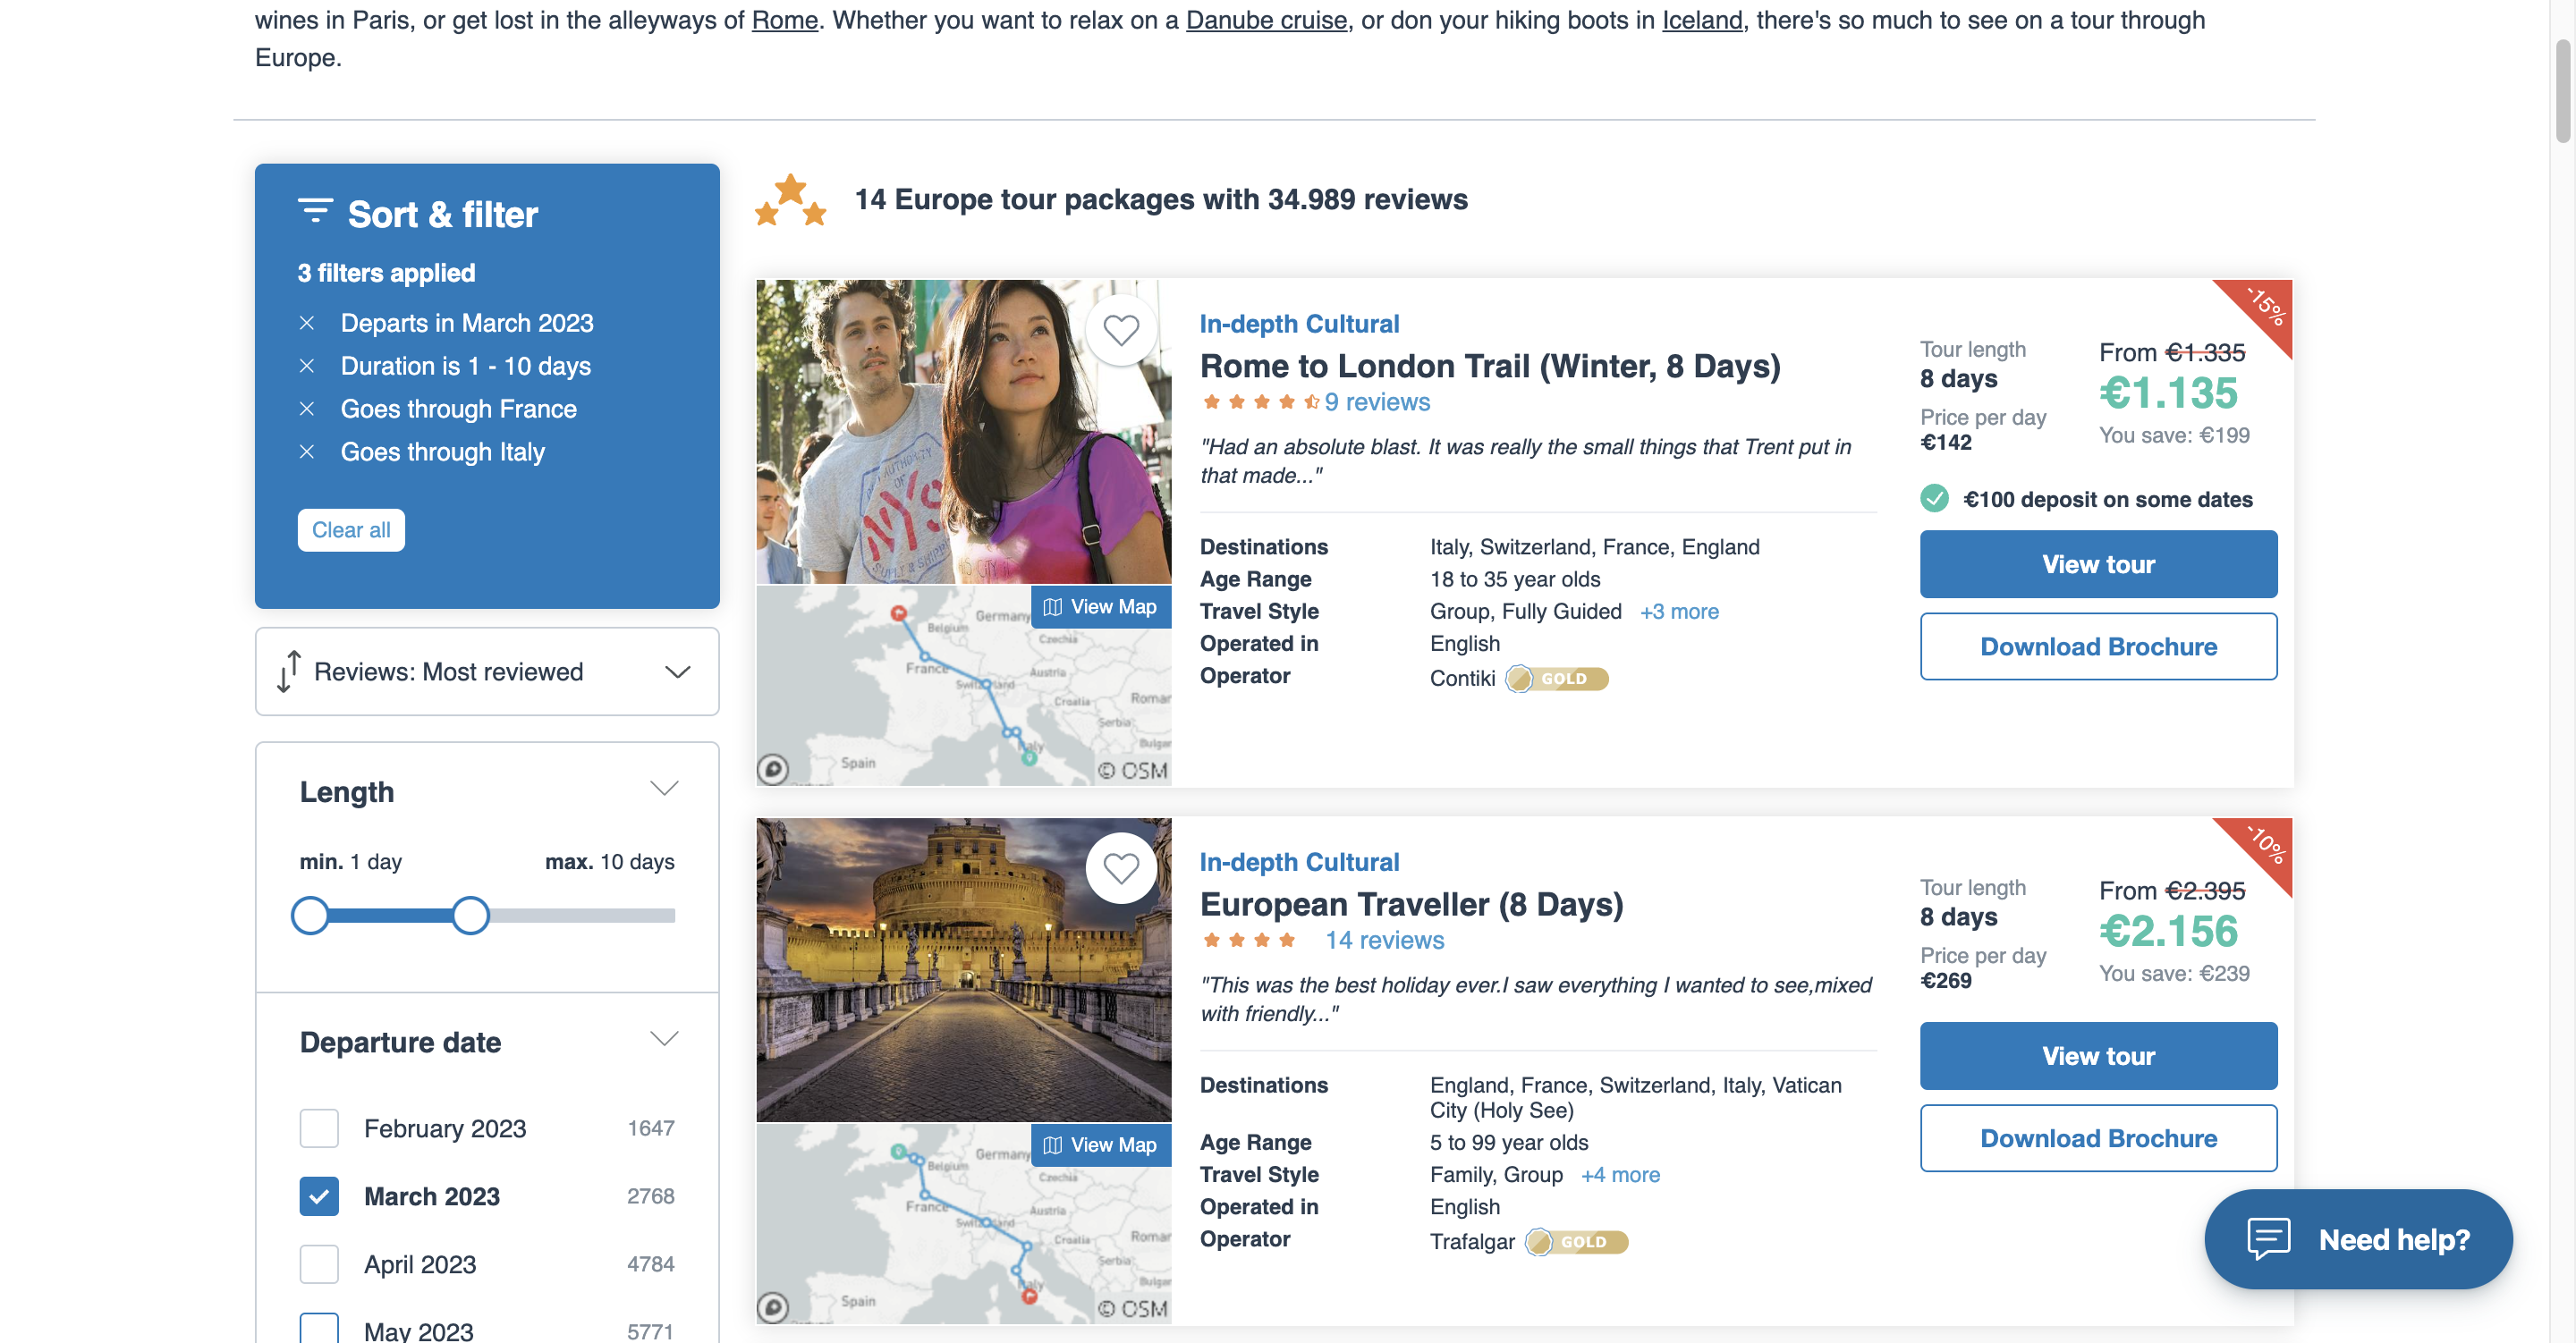 wines in Paris, or get lost in the alleyways of Rome. Whether you want to relax on a Danube cruise, or don your hiking boots in Iceland, there's so much to see on a tour through
Europe.
Sort & filter
3 filters applied
Departs in March 2023
Duration is 1 - 10 days
Goes through France
Goes through Italy
Clear all
Reviews: Most reviewed
Length
min. 1 day
max. 10 days
Departure date
February 2023 1647
March 2023 2768
April 2023 4784
May 2023 5771
14 Europe tour packages with 34.989 reviews
In-depth Cultural
Rome to London Trail (Winter, 8 Days)
9 reviews
"Had an absolute blast. It was really the small things that Trent put in
that made..."
Destinations Italy, Switzerland, France, England
Age Range 18 to 35 year olds
Travel Style Group, Fully Guided +3 more
Operated in English
Operator Contiki GOLD
-15%
Tour length
8 days
Price per day
€142
From €1.335
€1.135
You save: €199
€100 deposit on some dates
View tour
Download Brochure
View Map
Germany
Belgium
Czechia
France
Austria
Switzerland
Croatia
Roman
Serbia
Italy
Bulgar
Spain
© OSM
In-depth Cultural
European Traveller (8 Days)
14 reviews
"This was the best holiday ever.I saw everything I wanted to see,mixed
with friendly..."
Destinations England, France, Switzerland, Italy, Vatican
City (Holy See)
Age Range 5 to 99 year olds
Travel Style Family, Group +4 more
Operated in English
Operator Trafalgar GOLD
-10%
Tour length
8 days
Price per day
€269
From €2.395
€2.156
You save: €239
View tour
Download Brochure
View Map
Germany
Belgium
Czechia
France
Austria
Switzerland
Croatia
Roman
Serbia
Italy
Bulgar
Spain
© OSM
Need help?